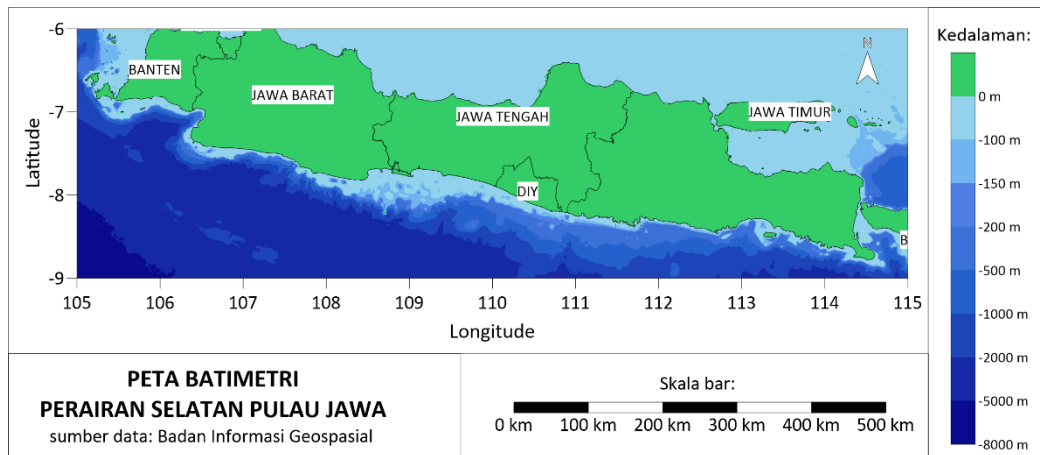 -6
-7
-8
-9
Latitude
BANTEN
JAWA BARAT
JAWA TENGAH
JAWA TIMUR
DIY
B
N
105 106 107 108 109 110 111 112 113 114 115
Longitude
Kedalaman:
0 m
-100 m
-150 m
-200 m
-500 m
-1000 m
-2000 m
-5000 m
-8000 m
PETA BATIMETRI
PERAIRAN SELATAN PULAU JAWA
sumber data: Badan Informasi Geospasial
Skala bar:
0 km 100 km 200 km 300 km 400 km 500 km